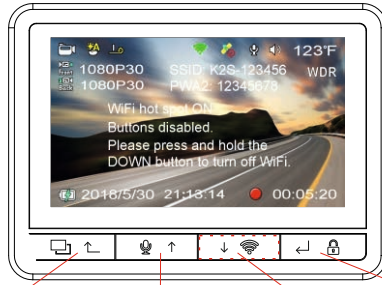 123°F
1080P30 SSID: K2S-123456 WDR
1080P30 PWA2: 12345678
WiFi hot spot ON.
Buttons disabled.
Please press and hold the
DOWN button to turn off WiFi.
2018/5/30 21:13:14 00:05:20